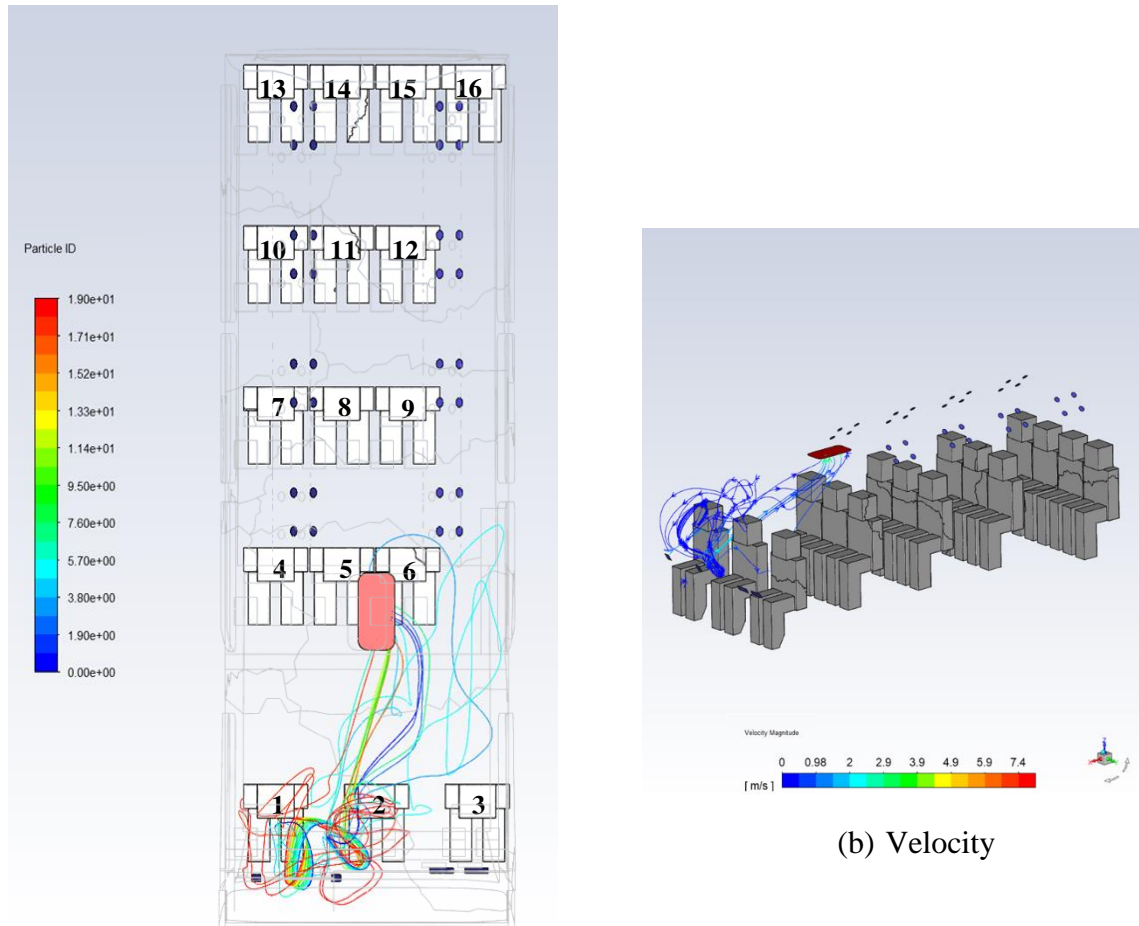 13 14 15 16
Particle ID
10 11 12
1.90e+01
1.71e+01
1.52e+01
1.33e+01
1.14e+01
9.50e+00
7.60e+00
5.70e+00
3.80e+00
1.90e+00
0.00e+00
7 8 9
4 5 6
1 2 3
Velocity Magnitude
0 0.98 2 2.9 3.9 4.9 5.9 7.4
[ m/s ]
(b) Velocity